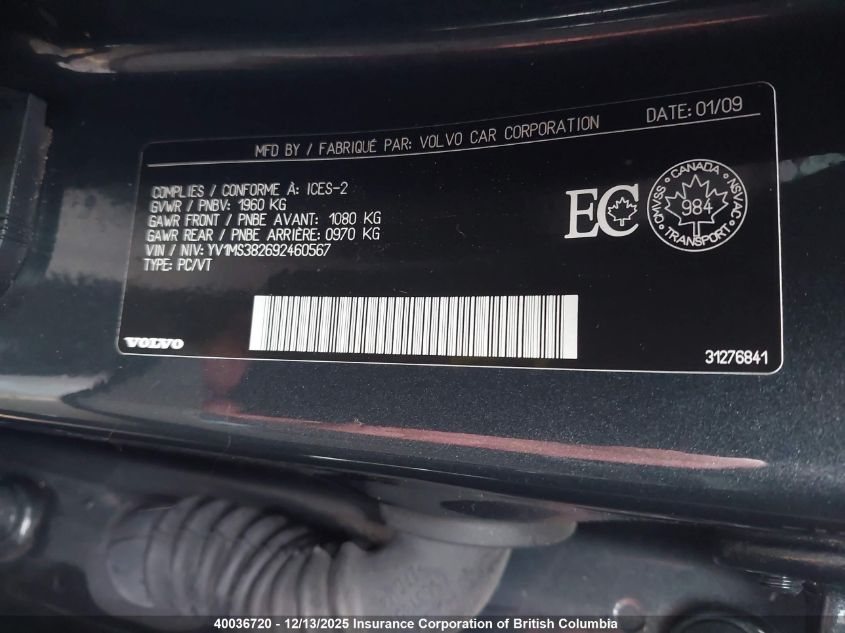 MFD BY / FABRIQUÉ PAR: VOLVO CAR CORPORATION DATE: 01/09
COMPLIES / CONFORME À: ICES-2
GVWR / PNBV: 1960 KG
GAWR FRONT / PNBE AVANT: 1080 KG
GAWR REAR / PNBE ARRIÈRE: 0970 KG
VIN / NIV: YV1MS382692460567
TYPE: PC/VT
EC
CANADA
CMVSS NSVAC
984
TRANSPORT
VOLVO
31276841
40036720 - 12/13/2025 Insurance Corporation of British Columbia